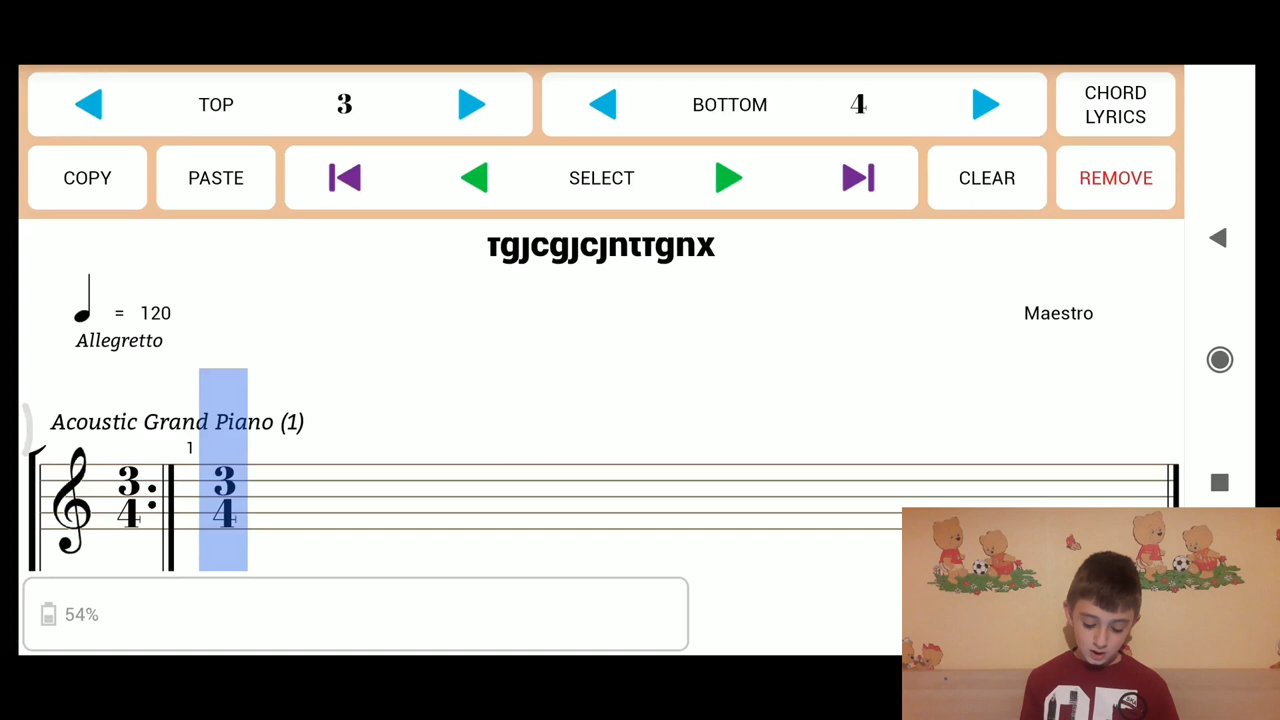 TOP 3 BOTTOM 4 CHORD LYRICS
COPY PASTE SELECT CLEAR REMOVE
= 120
Maestro
Allegretto
Acoustic Grand Piano (1)
1
3 4 3 4
54%